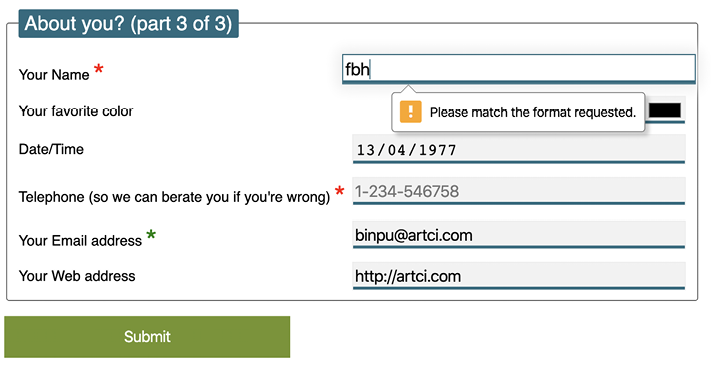 About you? (part 3 of 3)
Your Name * fbh
Your favorite color
! Please match the format requested.
Date/Time 13/04/1977
Telephone (so we can berate you if you're wrong) * 1-234-546758
Your Email address * binpu@artci.com
Your Web address http://artci.com
Submit